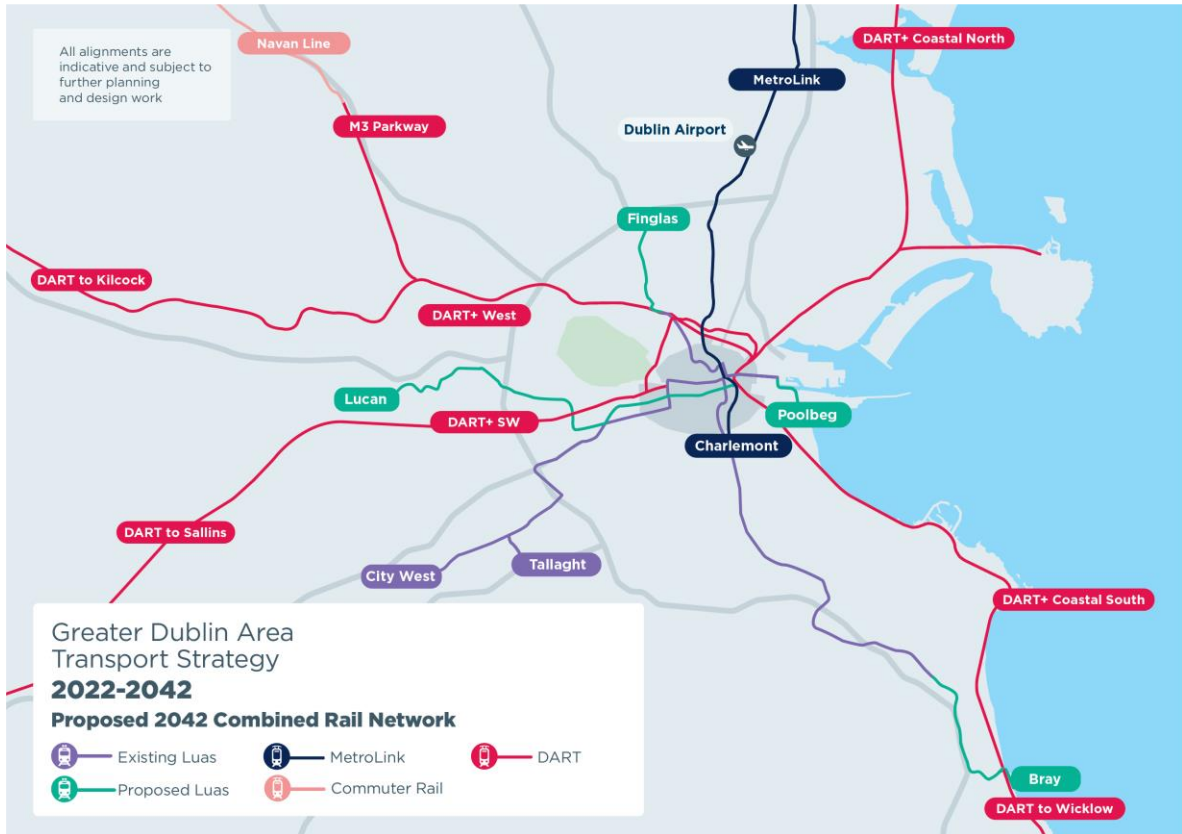 All alignments are
indicative and subject to
further planning
and design work
Navan Line
DART+ Coastal North
MetroLink
M3 Parkway
Dublin Airport
Finglas
DART to Kilcock
DART+ West
Lucan
DART+ SW
Poolbeg
Charlemont
DART to Sallins
City West
Tallaght
DART+ Coastal South
Bray
DART to Wicklow
Greater Dublin Area
Transport Strategy
2022-2042
Proposed 2042 Combined Rail Network
Existing Luas
MetroLink
DART
Proposed Luas
Commuter Rail